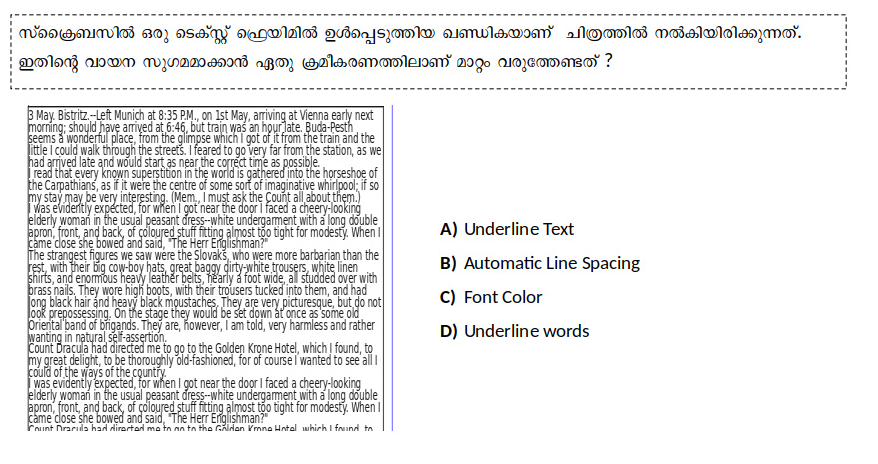 സ്ക്രൈബസിൽ ഒരു ടെക്സ്റ്റ് ഫ്രെയിമിൽ ഉൾപ്പെടുത്തിയ ഖണ്ഡികയാണ് ചിത്രത്തിൽ നൽകിയിരിക്കുന്നത്.
ഇതിന്റെ വായന സുഗമമാക്കാൻ ഏതു ക്രമീകരണത്തിലാണ് മാറ്റം വരുത്തേണ്ടത് ?
3 May. Bistritz.--Left Munich at 8:35 P.M., on 1st May, arriving at Vienna early next
morning; should have arrived at 6:46, but train was an hour late. Buda-Pesth
seems a wonderful place, from the glimpse which I got of it from the train and the
little I could walk through the streets. I feared to go very far from the station, as we
had arrived late and would start as near the correct time as possible.
I read that every known superstition in the world is gathered into the horseshoe of
the Carpathians, as if it were the centre of some sort of imaginative whirlpool; if so
my stay may be very interesting. (Mem., I must ask the Count all about them.)
I was evidently expected, for when I got near the door I faced a cheery-looking
elderly woman in the usual peasant dress--white undergarment with a long double
apron, front, and back, of coloured stuff fitting almost too tight for modesty. When I
came close she bowed and said, "The Herr Englishman?"
The strangest figures we saw were the Slovaks, who were more barbarian than the
rest, with their big cow-boy hats, great baggy dirty-white trousers, white linen
shirts, and enormous heavy leather belts, nearly a foot wide, all studded over with
brass nails. They wore high boots, with their trousers tucked into them, and had
long black hair and heavy black moustaches. They are very picturesque, but do not
look prepossessing. On the stage they would be set down at once as some old
Oriental band of brigands. They are, however, I am told, very harmless and rather
wanting in natural self-assertion.
Count Dracula had directed me to go to the Golden Krone Hotel, which I found, to
my great delight, to be thoroughly old-fashioned, for of course I wanted to see all I
could of the ways of the country.
I was evidently expected, for when I got near the door I faced a cheery-looking
elderly woman in the usual peasant dress--white undergarment with a long double
apron, front, and back, of coloured stuff fitting almost too tight for modesty. When I
came close she bowed and said, "The Herr Englishman?"
Count Dracula had directed me to go to the Golden Krone Hotel, which I found, to
A) Underline Text
B) Automatic Line Spacing
C) Font Color
D) Underline words